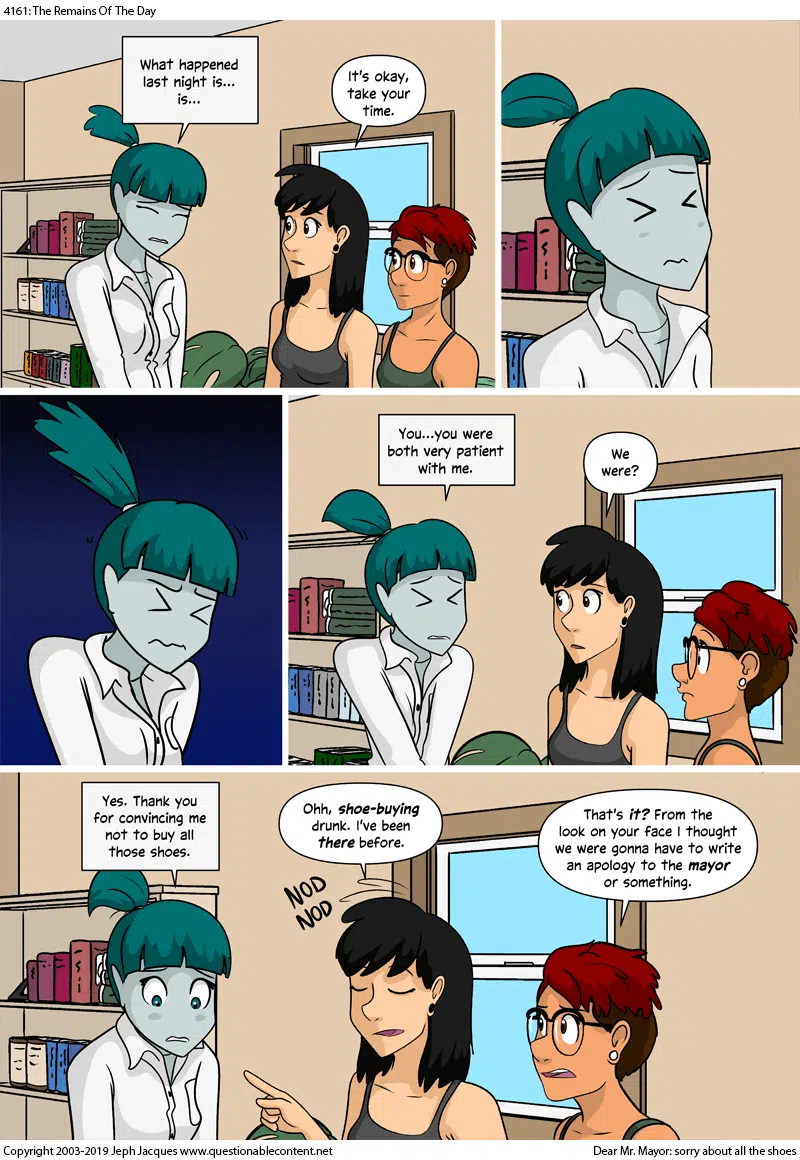 4161: The Remains Of The Day
What happened
last night is...
is...
It's okay,
take your
time.
You...you were
both very patient
with me.
We
were?
Yes. Thank you
for convincing me
not to buy all
those shoes.
Ohh, shoe-buying
drunk. I've been
there before.
NOD
NOD
That's it? From the
look on your face I thought
we were gonna have to write
an apology to the mayor
or something.
Copyright 2003-2019 Jeph Jacques www.questionablecontent.net
Dear Mr. Mayor: sorry about all the shoes